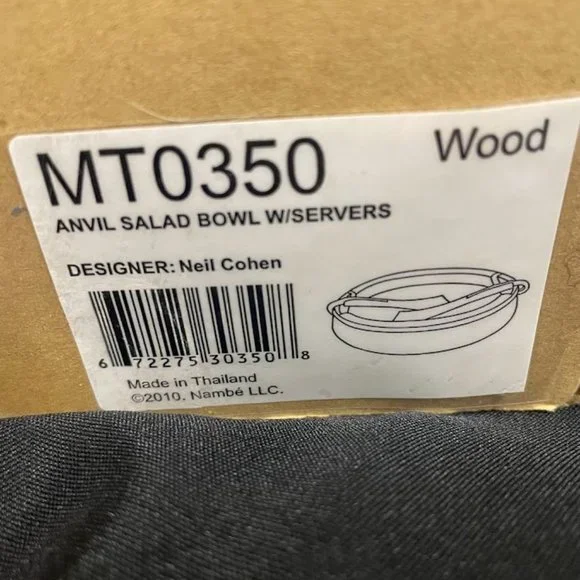 MT0350
Wood
ANVIL SALAD BOWL W/SERVERS
DESIGNER: Neil Cohen
6 72275 30350 8
Made in Thailand
©2010, Nambé LLC.